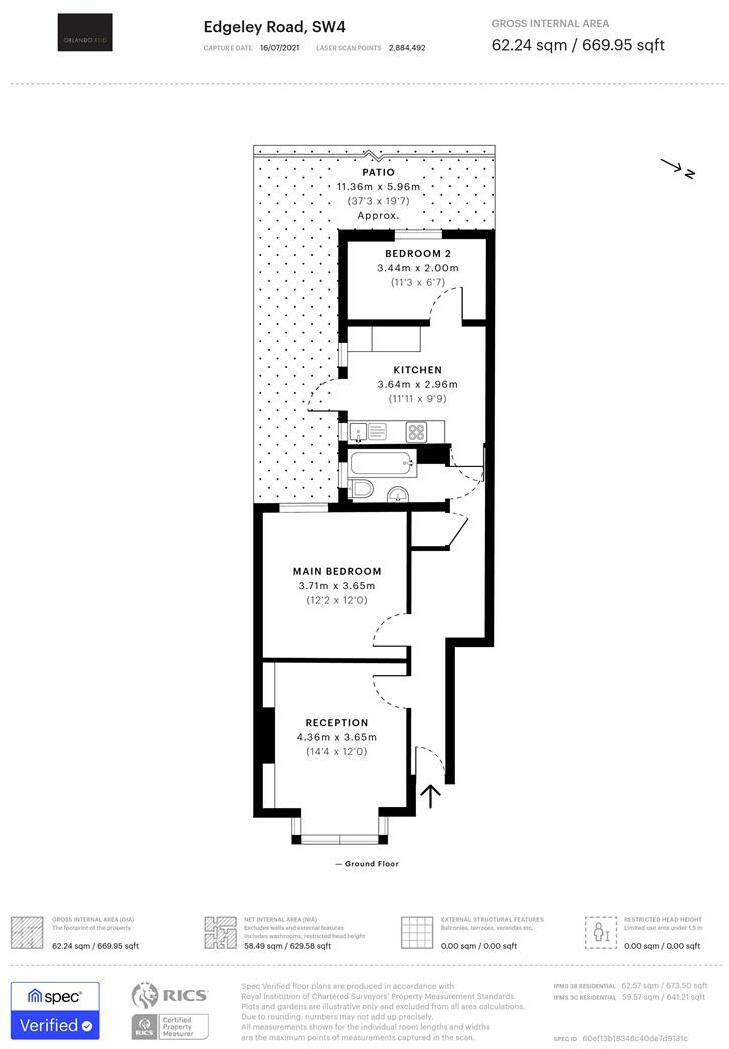 ORLANDO REID
Edgeley Road, SW4
CAPTURE DATE 16/07/2021 LASER SCAN POINTS 2,884,492
GROSS INTERNAL AREA
62.24 sqm / 669.95 sqft
N
PATIO
11.36m x 5.96m
(37'3 x 19'7)
Approx.
BEDROOM 2
3.44m x 2.00m
(11'3 x 6'7)
KITCHEN
3.64m x 2.96m
(11'11 x 9'9)
MAIN BEDROOM
3.71m x 3.65m
(12'2 x 12'0)
RECEPTION
4.36m x 3.65m
(14'4 x 12'0)
— Ground Floor
GROSS INTERNAL AREA (GIA)
The footprint of the property
62.24 sqm / 669.95 sqft
NET INTERNAL AREA (NIA)
Excludes walls and external features
Includes washrooms, restricted head height
58.49 sqm / 629.58 sqft
EXTERNAL STRUCTURAL FEATURES
Balconies, terraces, verandas etc.
0.00 sqm / 0.00 sqft
RESTRICTED HEAD HEIGHT
Limited use area under 1.5 m
0.00 sqm / 0.00 sqft
spec
Verified
RICS
RICS
Certified
Property
Measurer
Spec Verified floor plans are produced in accordance with
Royal Institution of Chartered Surveyors' Property Measurement Standards.
Plots and gardens are illustrative only and excluded from all area calculations.
Due to rounding, numbers may not add up precisely.
All measurements shown for the individual room lengths and widths
are the maximum points of measurements captured in the scan.
IPMS 3B RESIDENTIAL 62.57 sqm / 673.50 sqft
IPMS 3C RESIDENTIAL 59.57 sqm / 641.21 sqft
SPEC ID 60ef13b18348c40de7d9131c